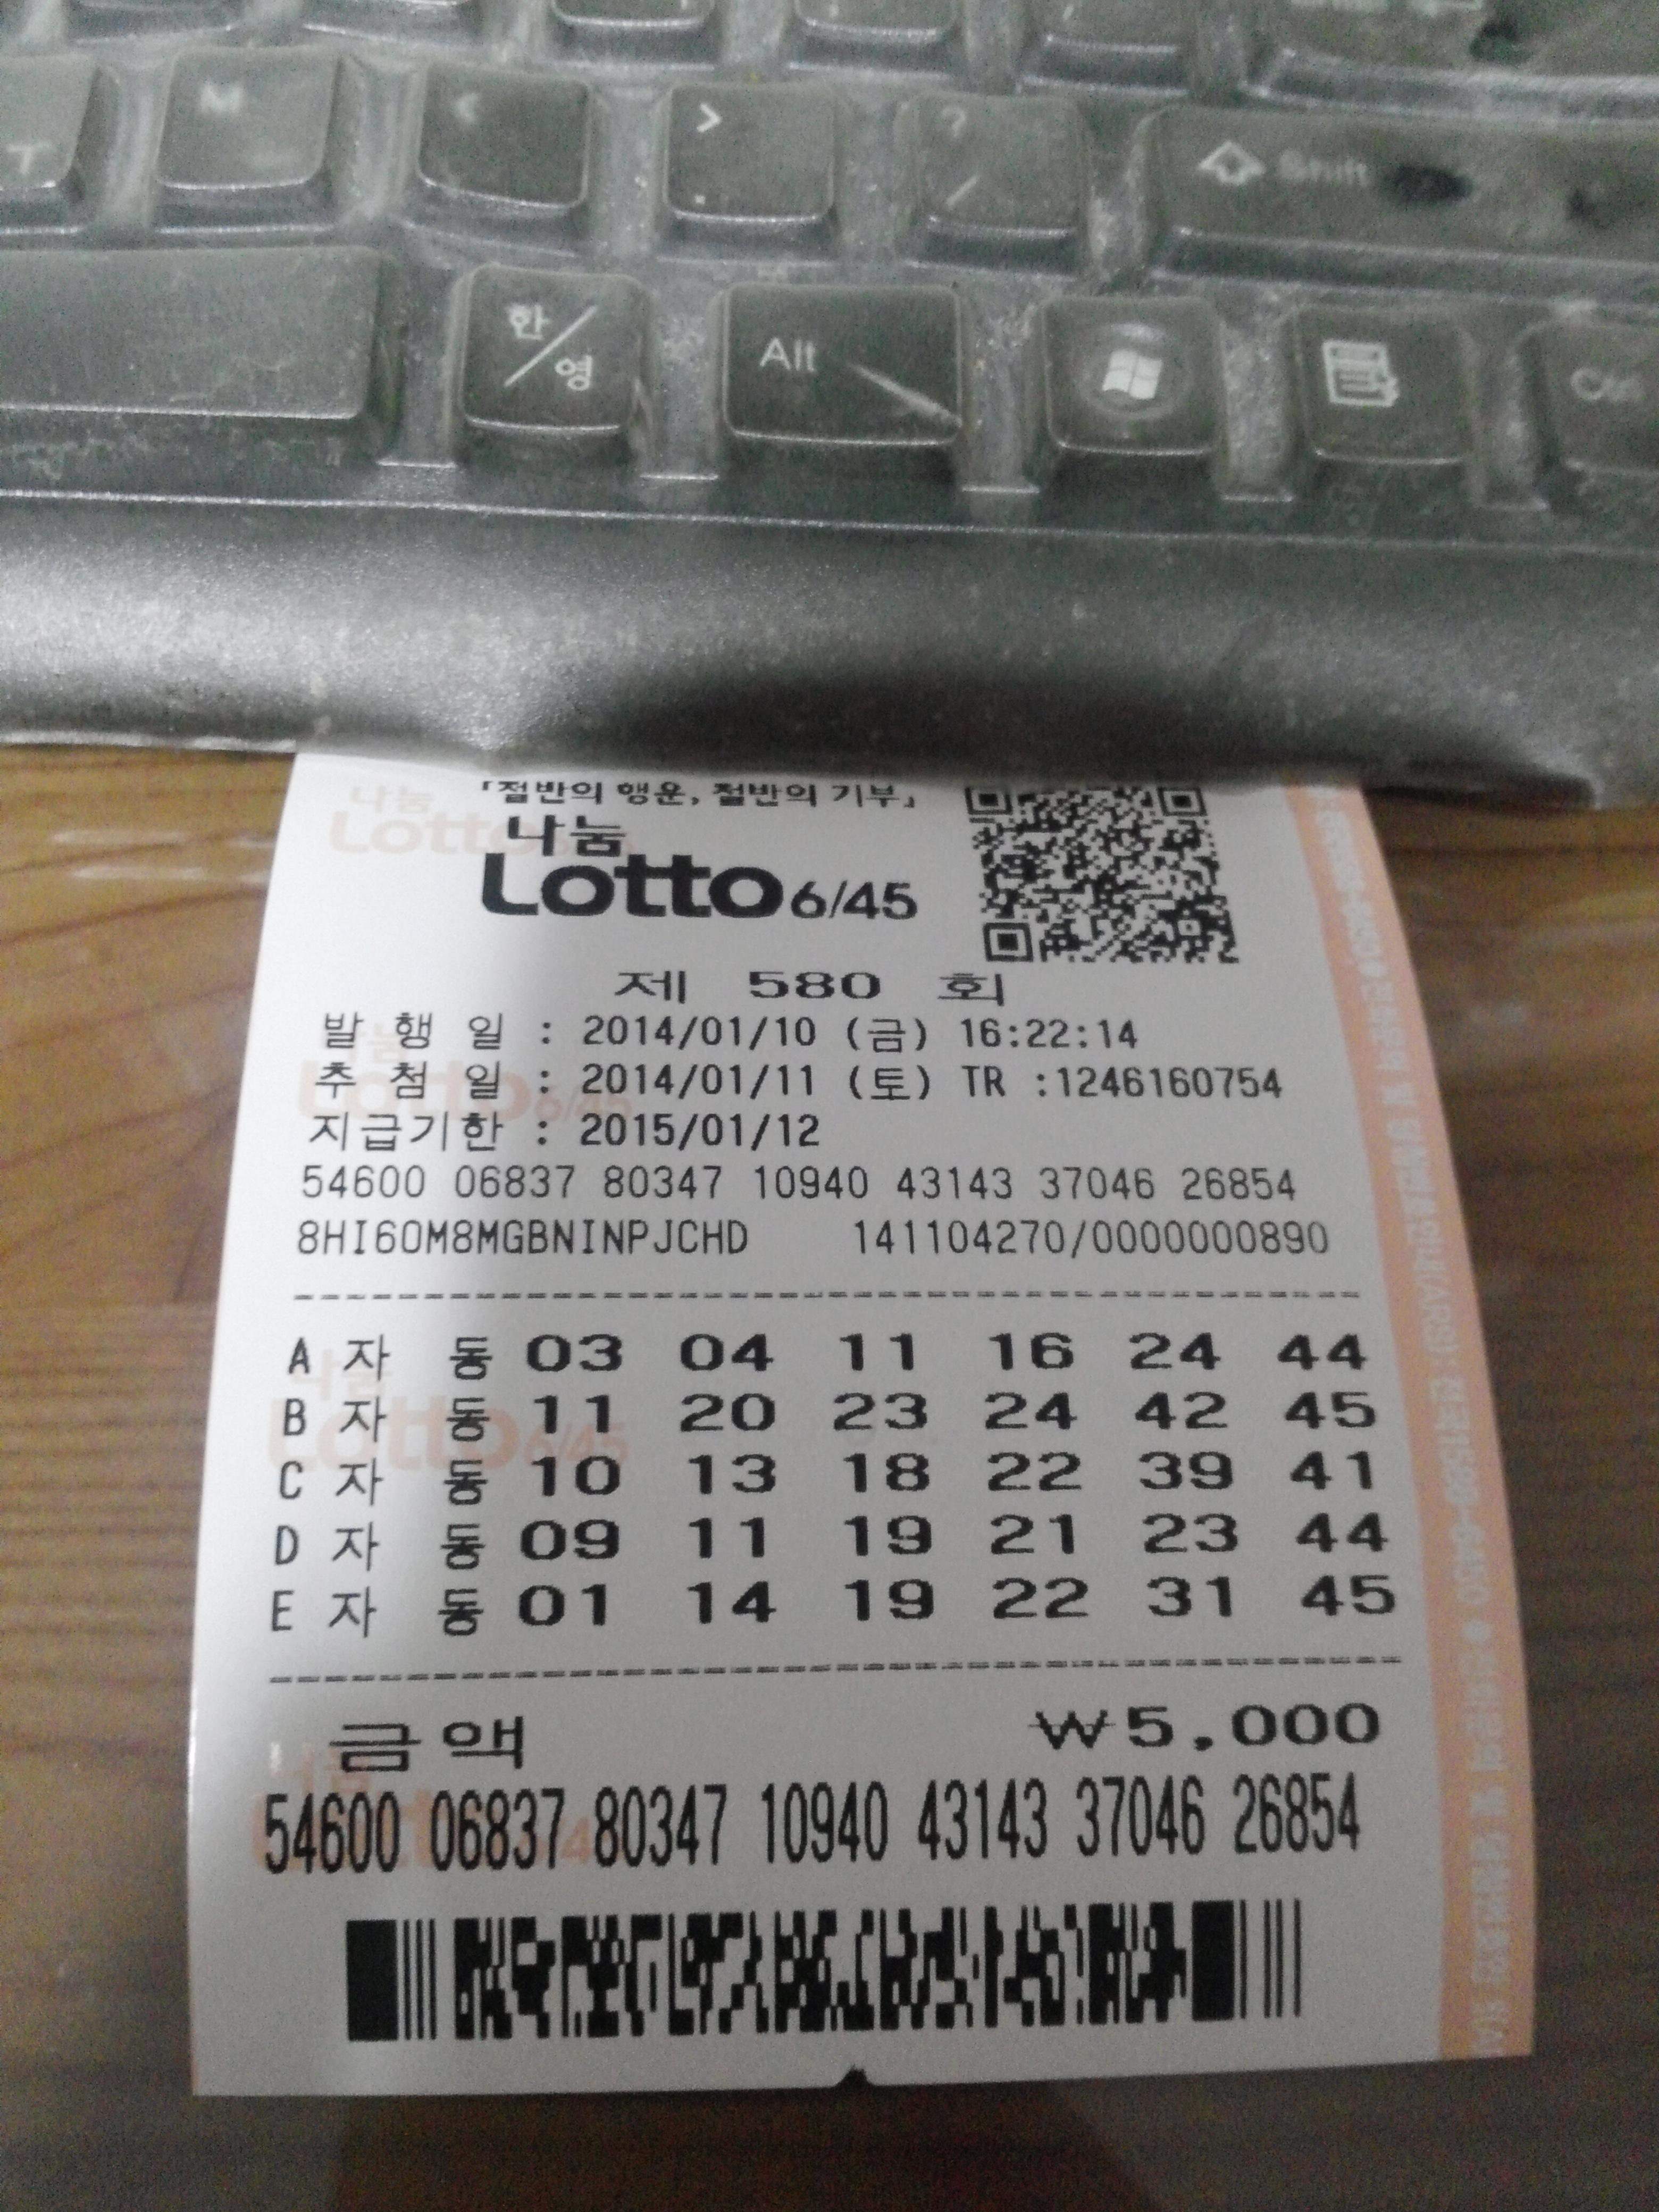 M < > ?
ㅜ . / Shift
한/영 Alt
「절반의 행운, 절반의 기부」
나눔
Lotto 6/45
제 580 회
발 행 일 : 2014/01/10 (금) 16:22:14
추 첨 일 : 2014/01/11 (토) TR :1246160754
지급기한 : 2015/01/12
54600 06837 80347 10940 43143 37046 26854
8HI60M8MGBNINPJCHD 141104270/0000000890
A 자 동 03 04 11 16 24 44
B 자 동 11 20 23 24 42 45
C 자 동 10 13 18 22 39 41
D 자 동 09 11 19 21 23 44
E 자 동 01 14 19 22 31 45
금액 ₩5,000
54600 06837 80347 10940 43143 37046 26854